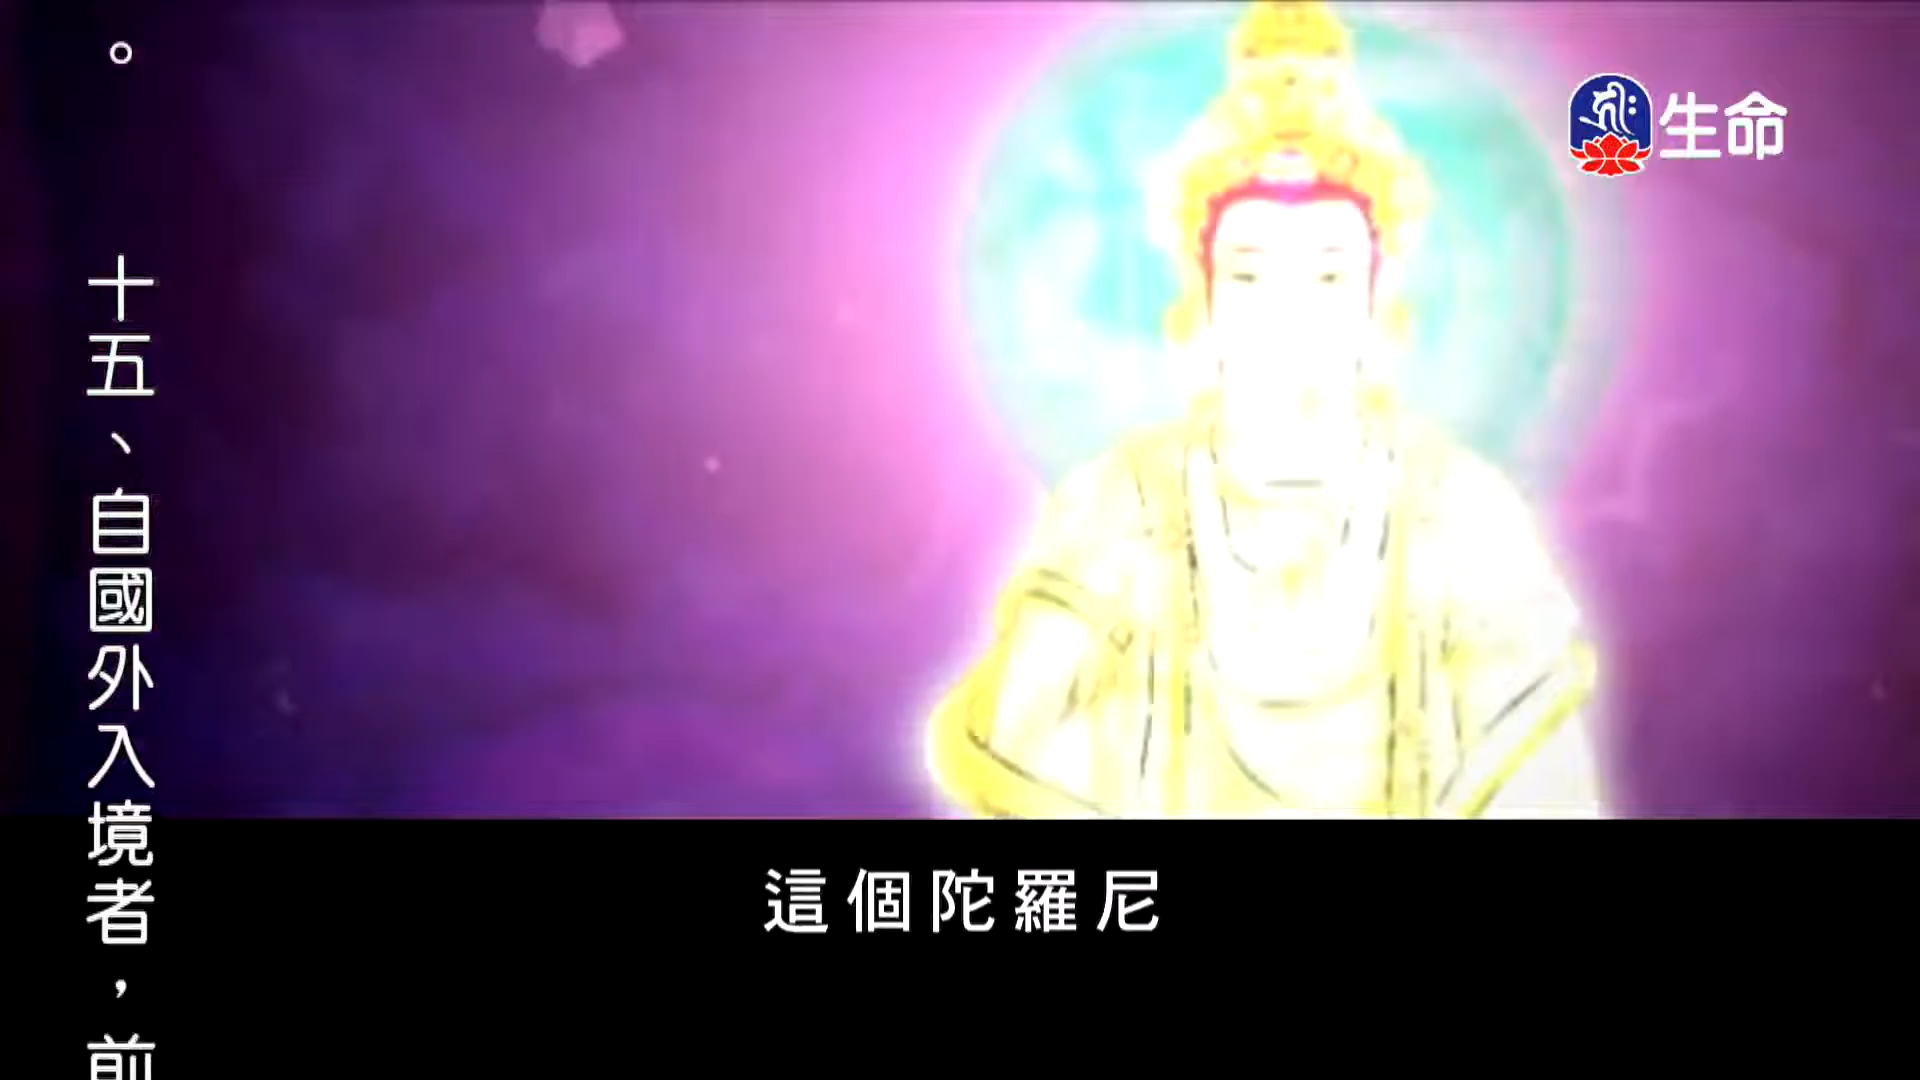 。 十五、自國外入境者，前
生命
這個陀羅尼